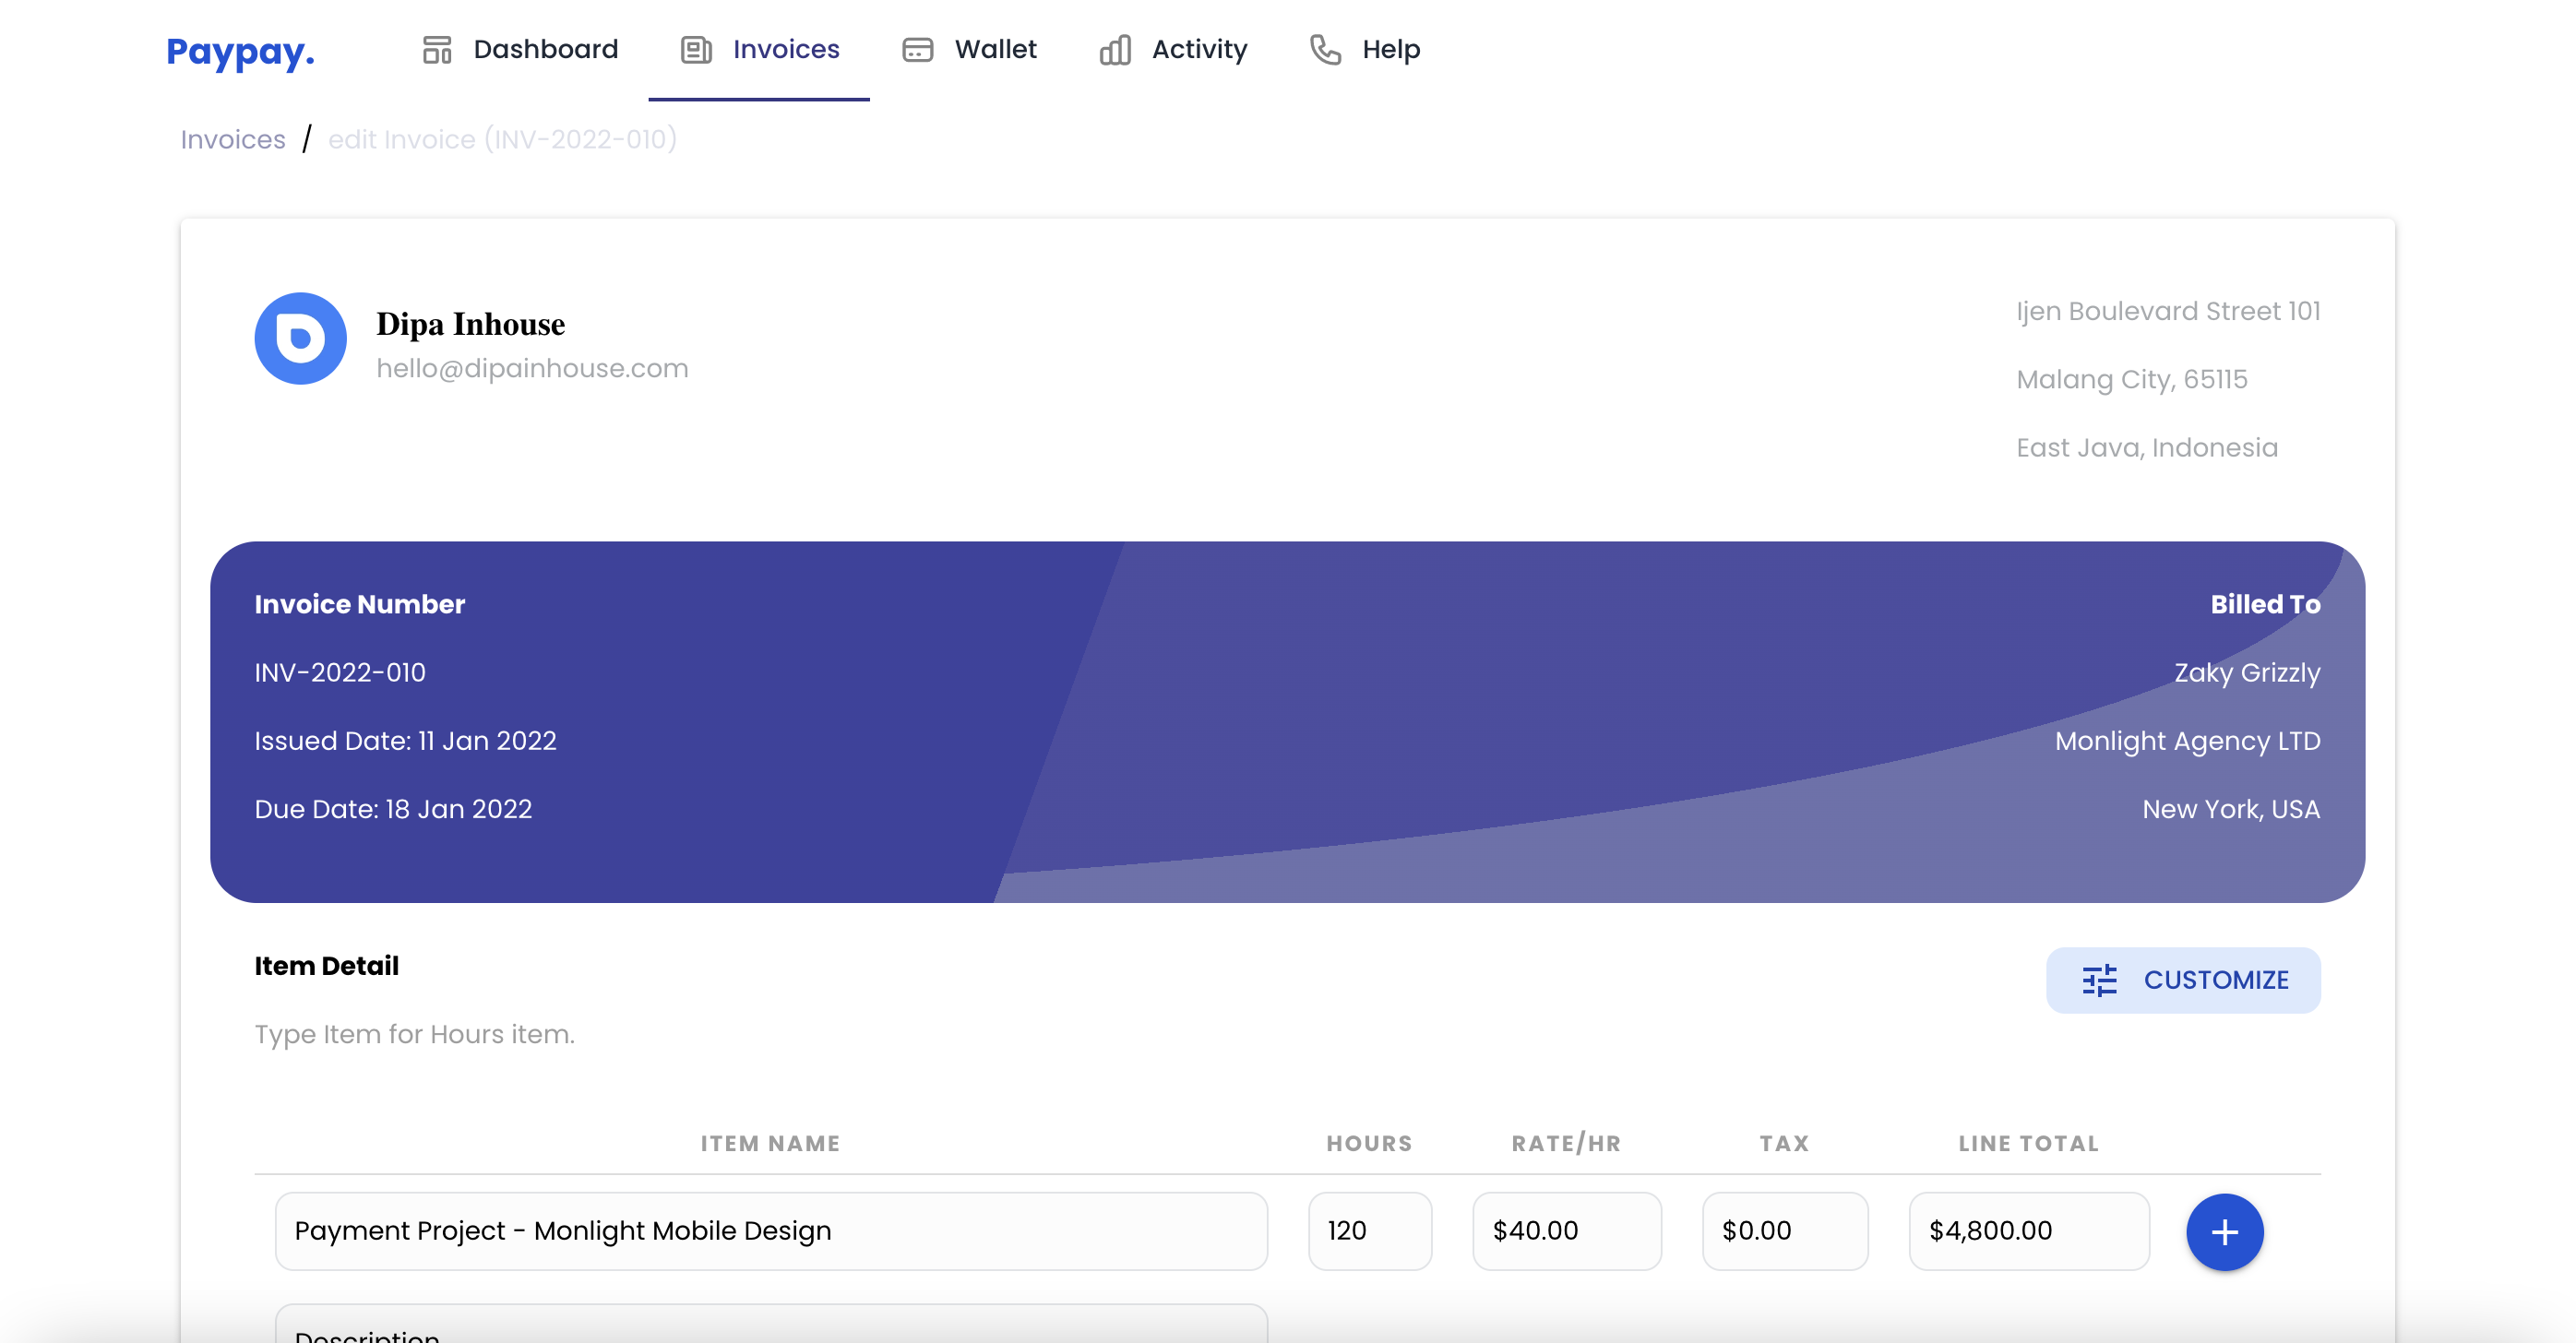 Paypay.
Dashboard
Invoices
Wallet
Activity
Help
Invoices / edit Invoice (INV-2022-010)
Dipa Inhouse
hello@dipainhouse.com
Ijen Boulevard Street 101
Malang City, 65115
East Java, Indonesia
Invoice Number
INV-2022-010
Issued Date: 11 Jan 2022
Due Date: 18 Jan 2022
Billed To
Zaky Grizzly
Monlight Agency LTD
New York, USA
Item Detail
Type Item for Hours item.
CUSTOMIZE
ITEM NAME HOURS RATE/HR TAX LINE TOTAL
Payment Project - Monlight Mobile Design 120 $40.00 $0.00 $4,800.00
Description